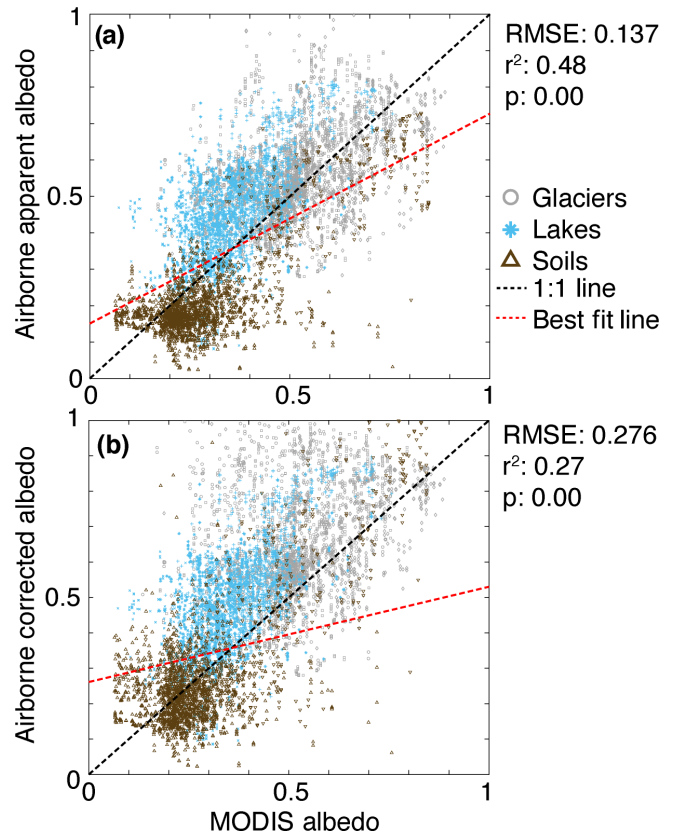 1
(a)
Airborne apparent albedo
0.5
0
0
0.5
1
RMSE: 0.137
r²: 0.48
p: 0.00
Glaciers
Lakes
Soils
1:1 line
Best fit line
1
(b)
Airborne corrected albedo
0.5
0
0
0.5
1
MODIS albedo
RMSE: 0.276
r²: 0.27
p: 0.00